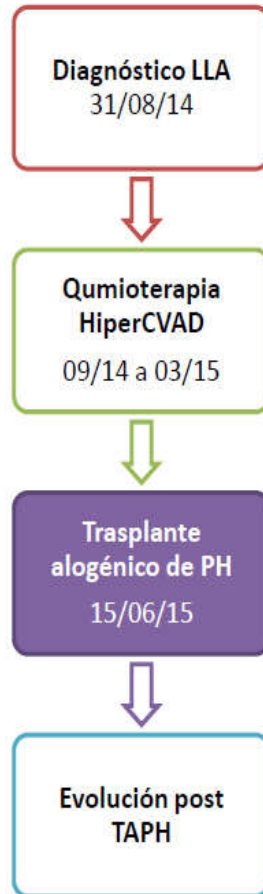 Diagnóstico LLA
31/08/14
Qumioterapia
HiperCVAD
09/14 a 03/15
Trasplante
alogénico de PH
15/06/15
Evolución post
TAPH